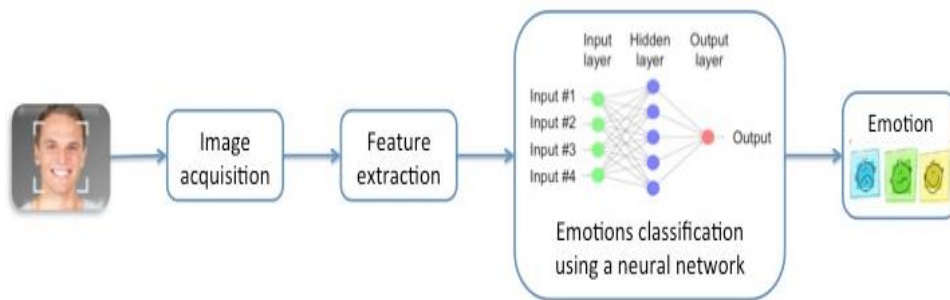 Image
acquisition
Feature
extraction
Input
layer
Hidden
layer
Output
layer
Input #1
Input #2
Input #3
Input #4
Output
Emotions classification
using a neural network
Emotion